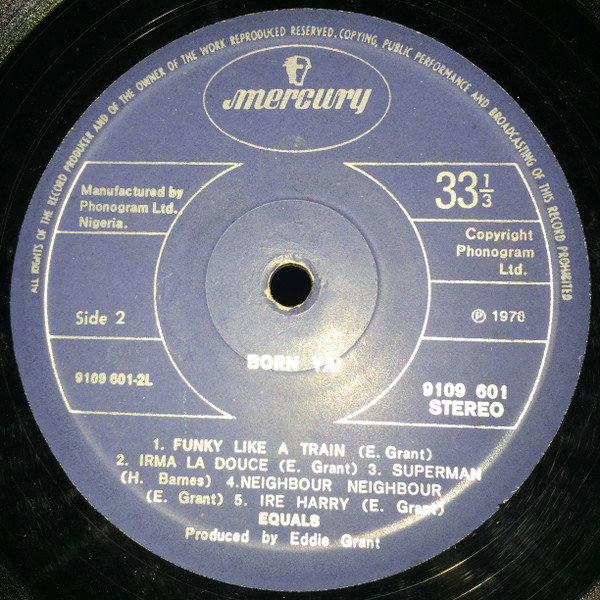 ALL RIGHTS OF THE RECORD PRODUCER AND OF THE OWNER OF THE WORK REPRODUCED RESERVED. COPYING, PUBLIC PERFORMANCE AND BROADCASTING OF THIS RECORD PROHIBITED
mercury
Manufactured by
Phonogram Ltd.,
Nigeria.
33 1/3
Copyright
Phonogram
Ltd.
Side 2
℗ 1976
9109 601-2L
BORN YA!
9109 601
STEREO
1. FUNKY LIKE A TRAIN (E. Grant)
2. IRMA LA DOUCE (E. Grant) 3. SUPERMAN
(H. Barnes) 4.NEIGHBOUR NEIGHBOUR
(E. Grant) 5. IRE HARRY (E. Grant)
EQUALS
Produced by Eddie Grant